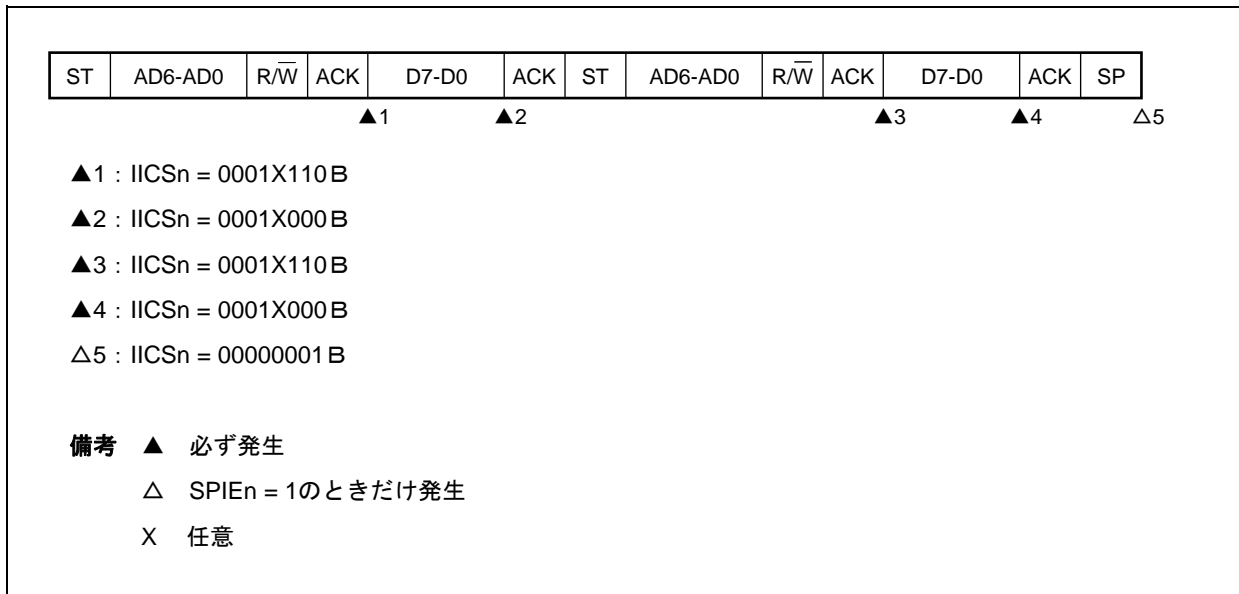 ST AD6-AD0 R/W̅ ACK D7-D0 ACK ST AD6-AD0 R/W̅ ACK D7-D0 ACK SP
▲1 ▲2 ▲3 ▲4 △5
▲1：IICSn = 0001X110B
▲2：IICSn = 0001X000B
▲3：IICSn = 0001X110B
▲4：IICSn = 0001X000B
△5：IICSn = 00000001B
備考 ▲ 必ず発生
△ SPIEn = 1のときだけ発生
X 任意